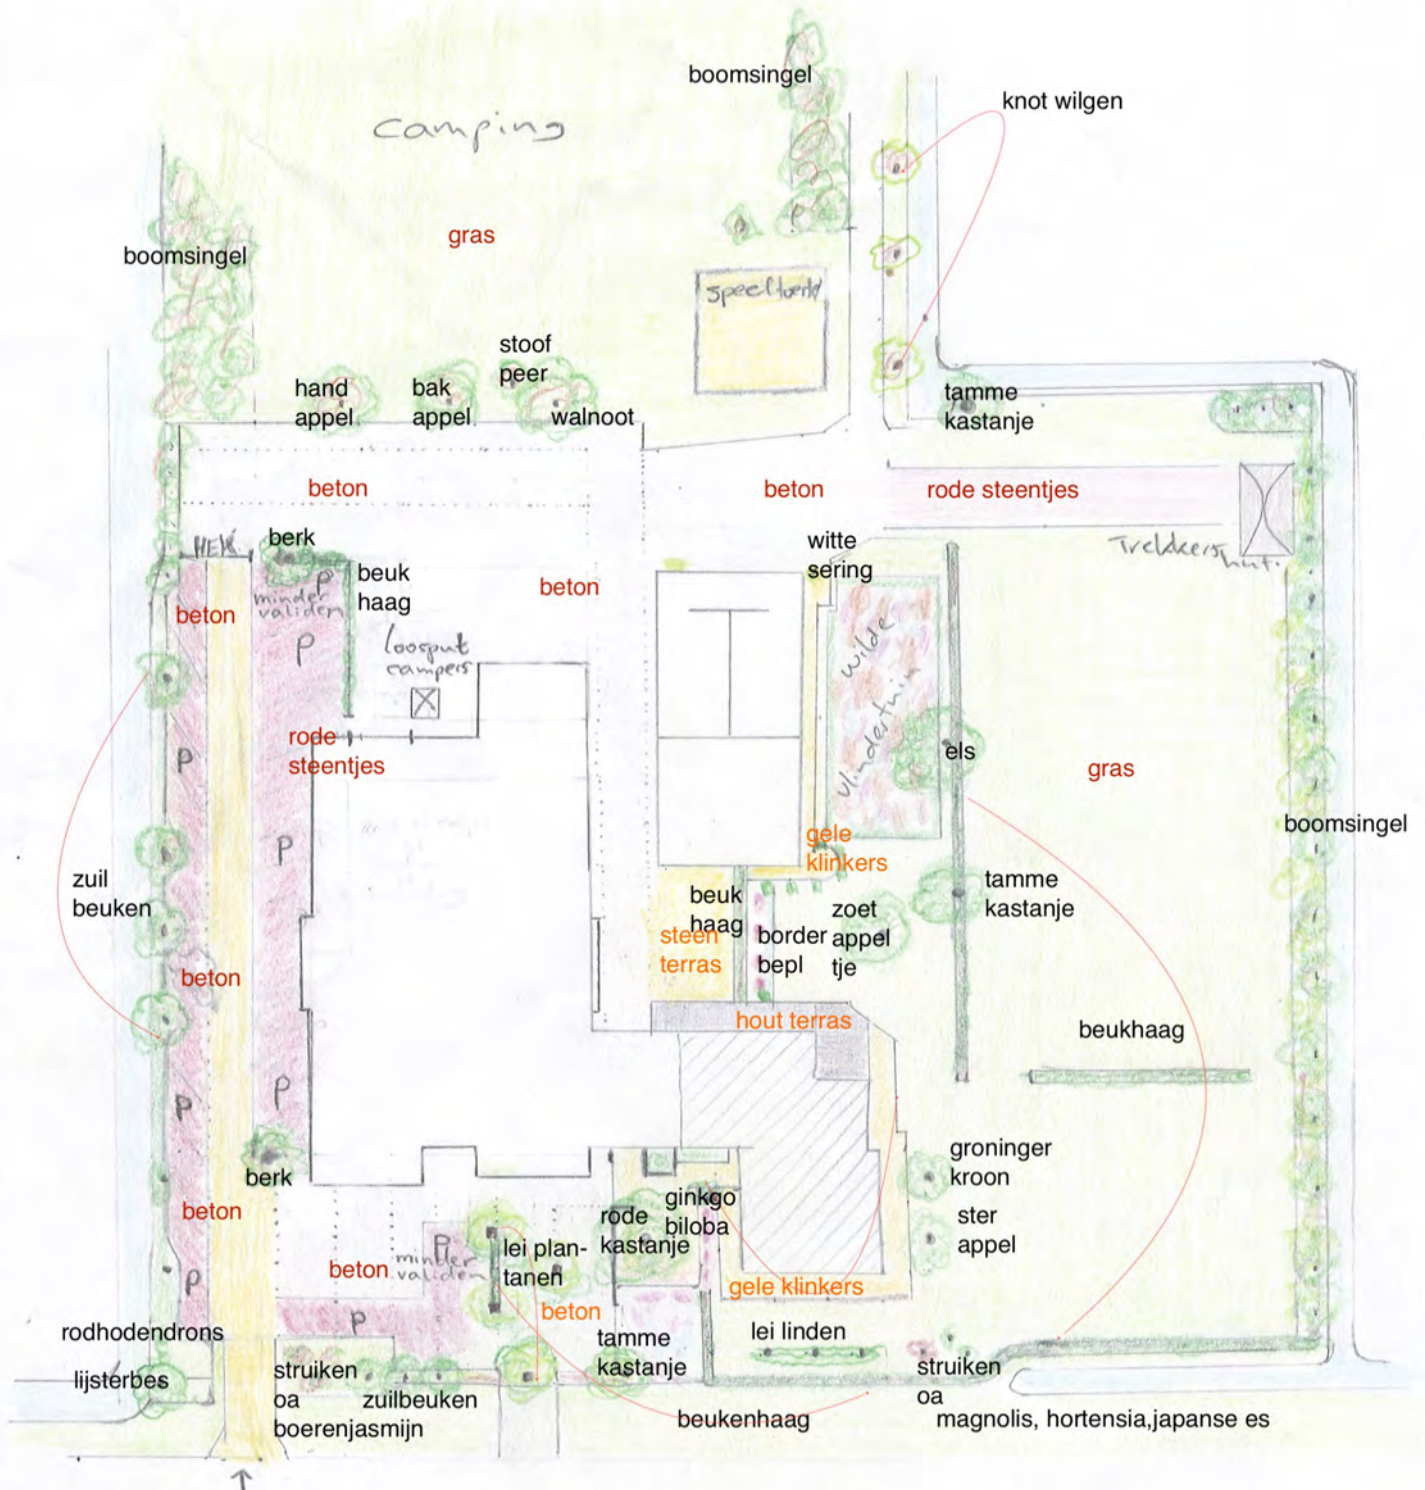 boomsingel
knot wilgen
camping
gras
boomsingel
speelveld
stoof
peer
hand
appel
bak
appel
walnoot
tamme
kastanje
beton
beton
rode steentjes
HEK
berk
witte
sering
Trekkers
hut.
beuk
haag
P
minder
validen
beton
beton
P
loosput
campers
X
wilde
vlindertuin
rode
steentjes
P
els
gras
boomsingel
gele
klinkers
P
zuil
beuken
beuk
haag
tamme
kastanje
zoet
appel
tje
border
bepl
steen
terras
beton
hout terras
beukhaag
P
P
berk
groninger
kroon
ginkgo
biloba
rode
kastanje
ster
appel
beton
P
lei plan-
tanen
beton
minder
validen
P
gele klinkers
beton
P
rodhodendrons
lei linden
tamme
kastanje
lijsterbes
struiken
oa
boerenjasmijn
zuilbeuken
struiken
oa
magnolis, hortensia,japanse es
beukenhaag